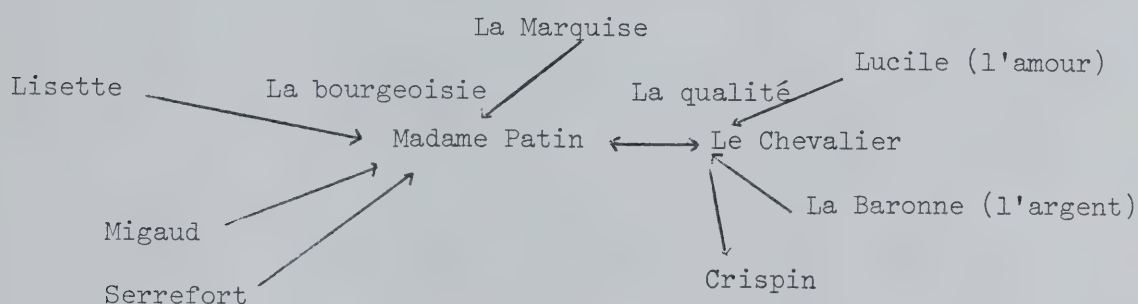 La Marquise
Lisette
La bourgeoisie
La qualité
Lucile (l'amour)
Madame Patin
Le Chevalier
Migaud
La Baronne (l'argent)
Crispin
Serrefort